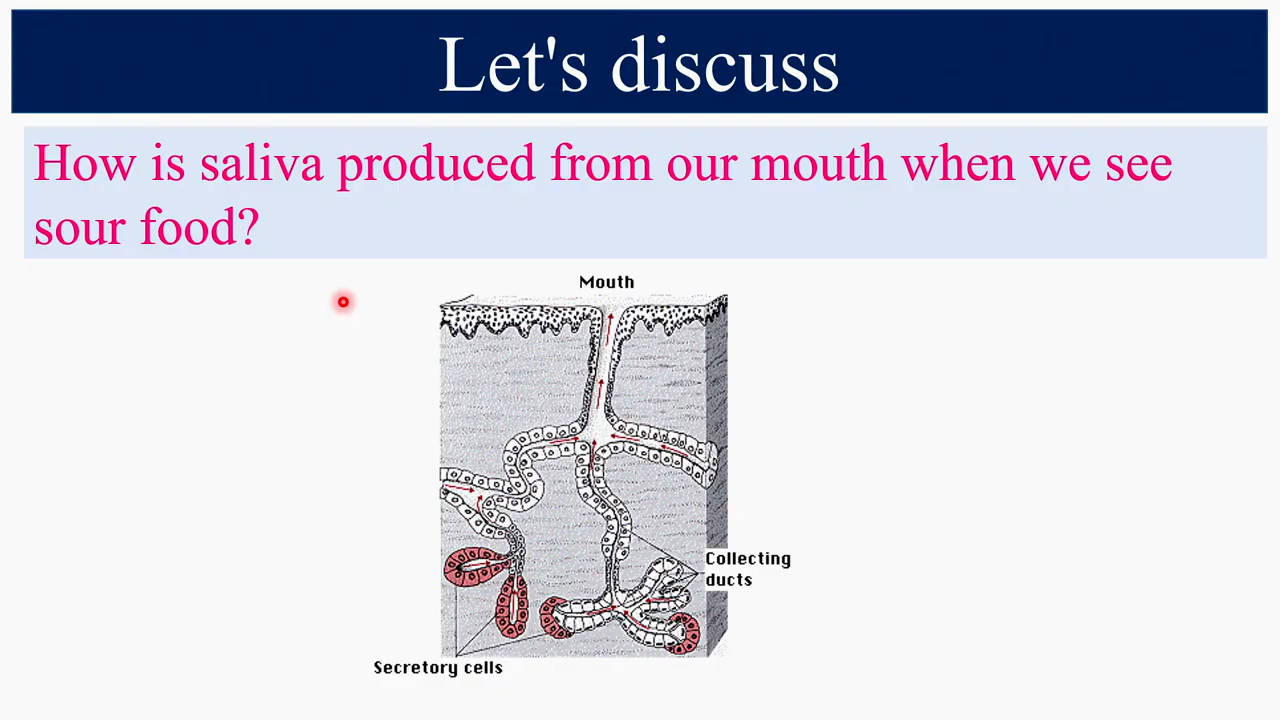 Let's discuss
How is saliva produced from our mouth when we see
sour food?
Mouth
Collecting
ducts
Secretory cells